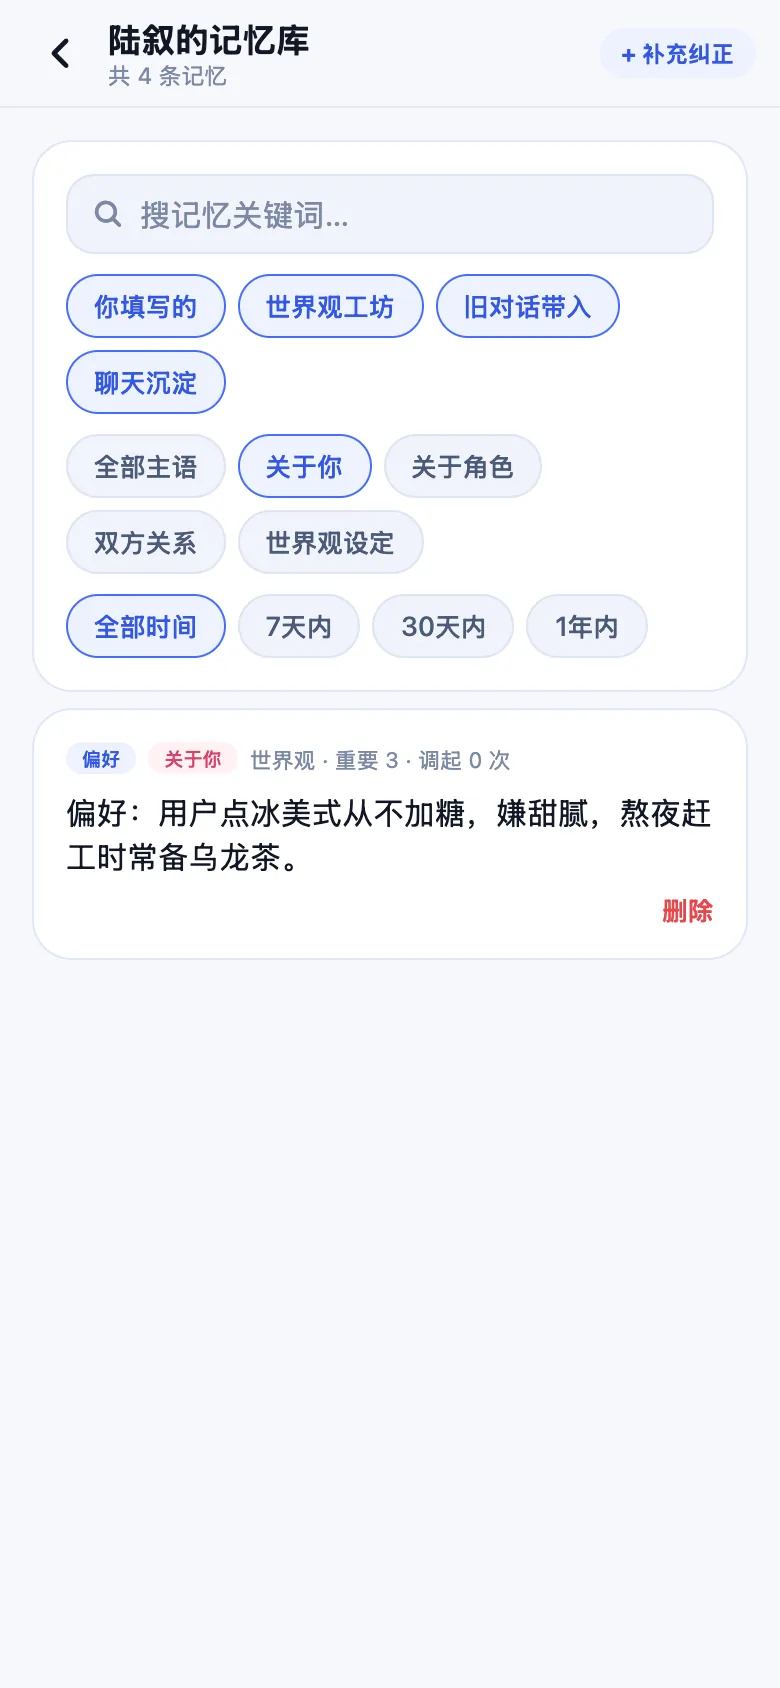 陆叙的记忆库
共 4 条记忆
+ 补充纠正
搜记忆关键词...
你填写的 世界观工坊 旧对话带入
聊天沉淀
全部主语 关于你 关于角色
双方关系 世界观设定
全部时间 7天内 30天内 1年内
偏好 关于你 世界观 · 重要 3 · 调起 0 次
偏好：用户点冰美式从不加糖，嫌甜腻，熬夜赶
工时常备乌龙茶。
删除